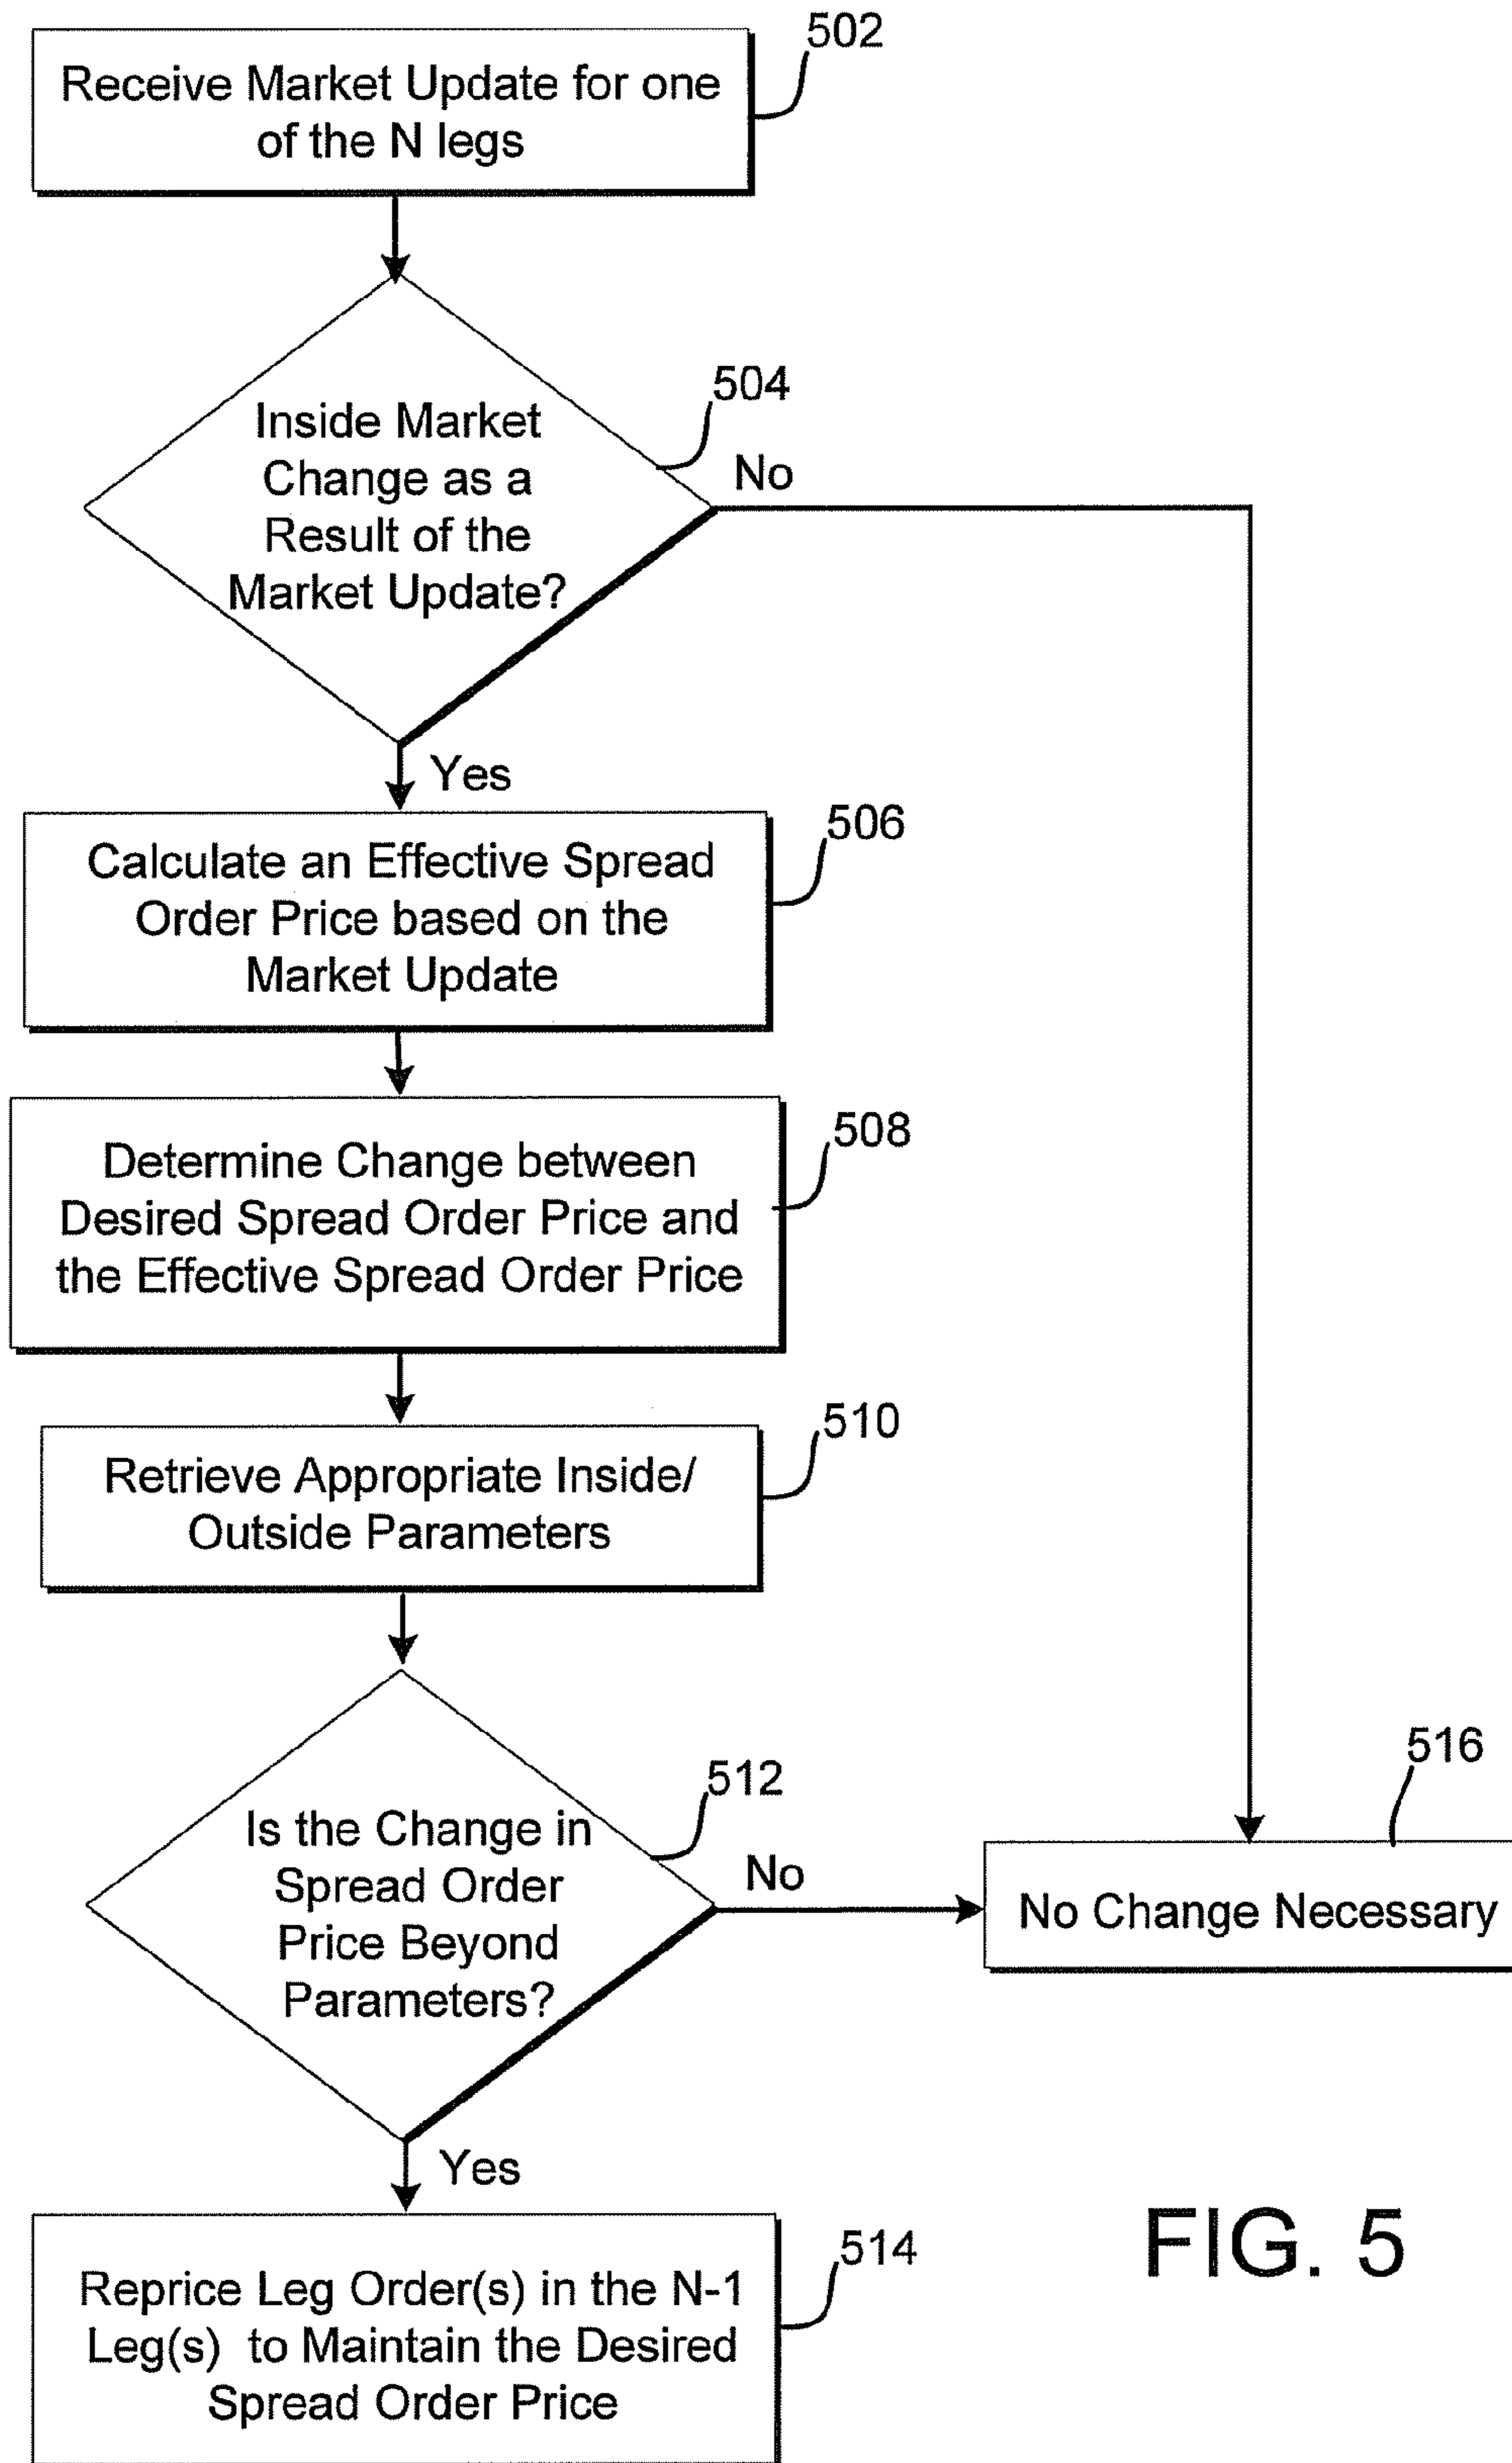 502
Receive Market Update for one
of the N legs
504
Inside Market
Change as a
Result of the
Market Update?
No
Yes
506
Calculate an Effective Spread
Order Price based on the
Market Update
508
Determine Change between
Desired Spread Order Price and
the Effective Spread Order Price
510
Retrieve Appropriate Inside/
Outside Parameters
512
Is the Change in
Spread Order
Price Beyond
Parameters?
No
516
No Change Necessary
Yes
514
Reprice Leg Order(s) in the N-1
Leg(s) to Maintain the Desired
Spread Order Price
FIG. 5